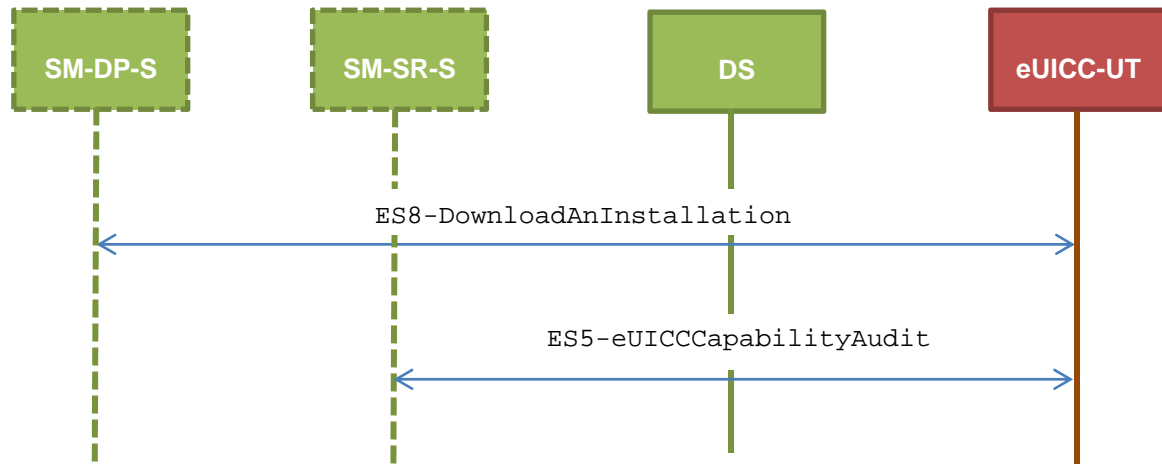 SM-DP-S
SM-SR-S
DS
eUICC-UT
ES8-DownloadAnInstallation
ES5-eUICCCapabilityAudit